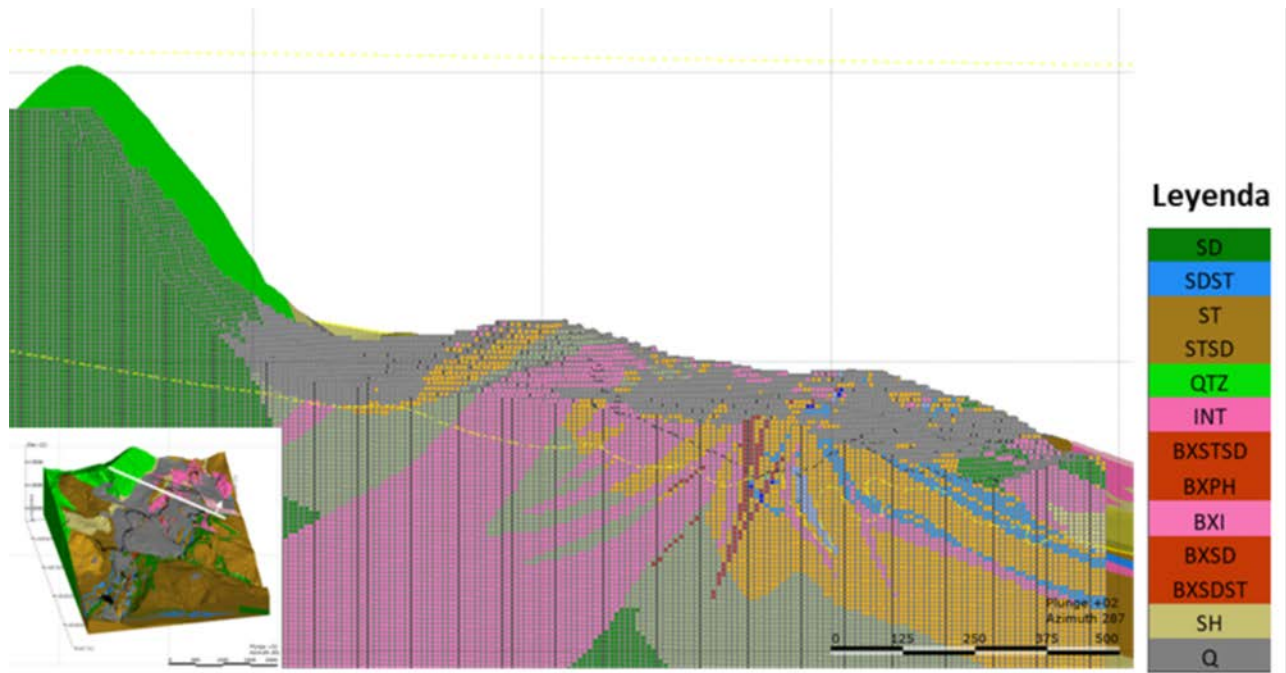 Leyenda
SD
SDST
ST
STSD
QTZ
INT
BXSTSD
BXPH
BXI
BXSD
BXSDST
SH
Q
Plunge +02
Azimuth 287
0 125 250 375 500